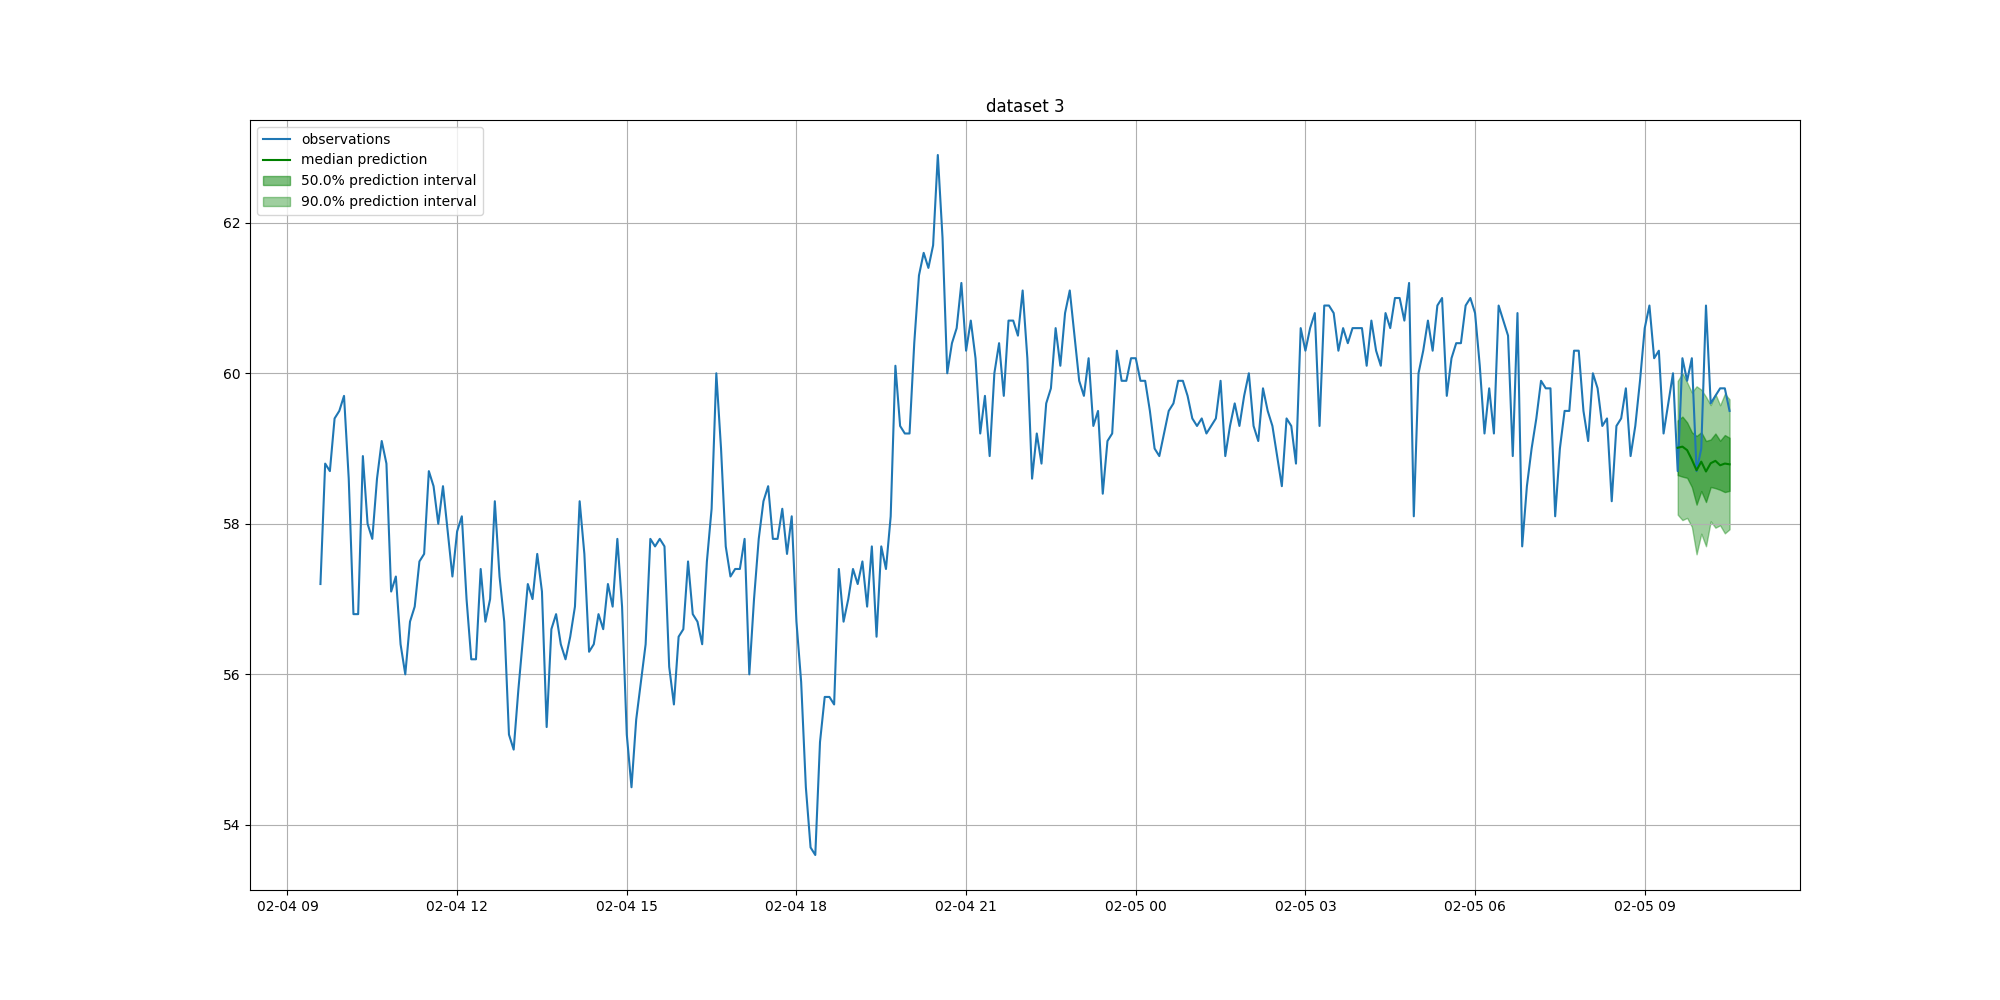 dataset 3
observations
median prediction
50.0% prediction interval
90.0% prediction interval
62
60
58
56
54
02-04 09
02-04 12
02-04 15
02-04 18
02-04 21
02-05 00
02-05 03
02-05 06
02-05 09